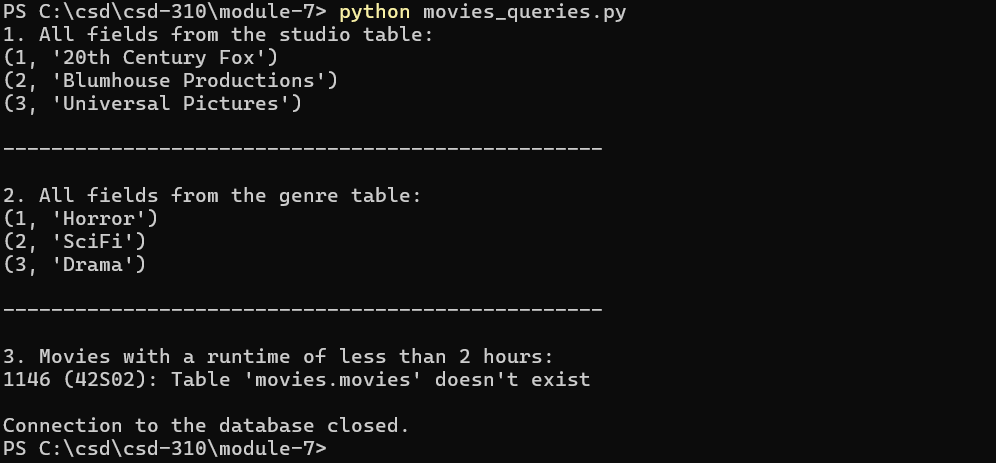 PS C:\csd\csd-310\module-7> python movies_queries.py
1. All fields from the studio table:
(1, '20th Century Fox')
(2, 'Blumhouse Productions')
(3, 'Universal Pictures')
--------------------------------------------------
2. All fields from the genre table:
(1, 'Horror')
(2, 'SciFi')
(3, 'Drama')
--------------------------------------------------
3. Movies with a runtime of less than 2 hours:
1146 (42S02): Table 'movies.movies' doesn't exist
Connection to the database closed.
PS C:\csd\csd-310\module-7>